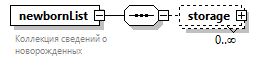 newbornList
storage
Коллекция сведений о
новорожденных
0..∞